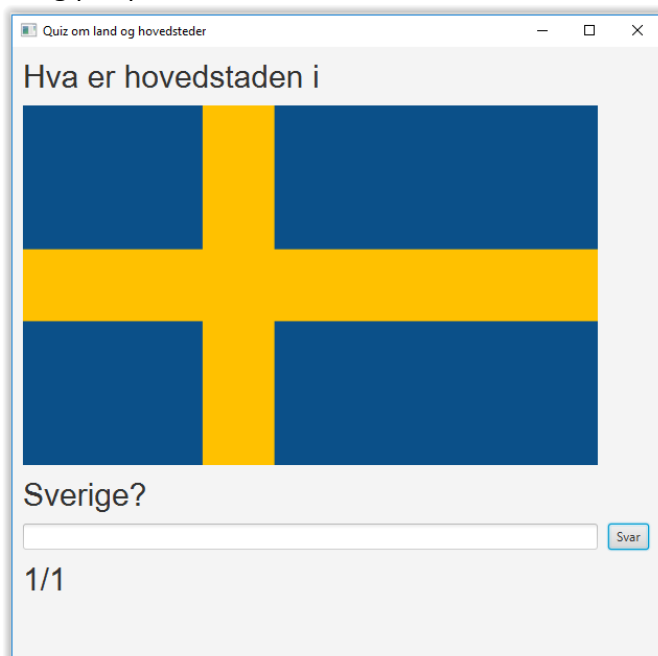 Quiz om land og hovedsteder
Hva er hovedstaden i
Sverige?
Svar
1/1